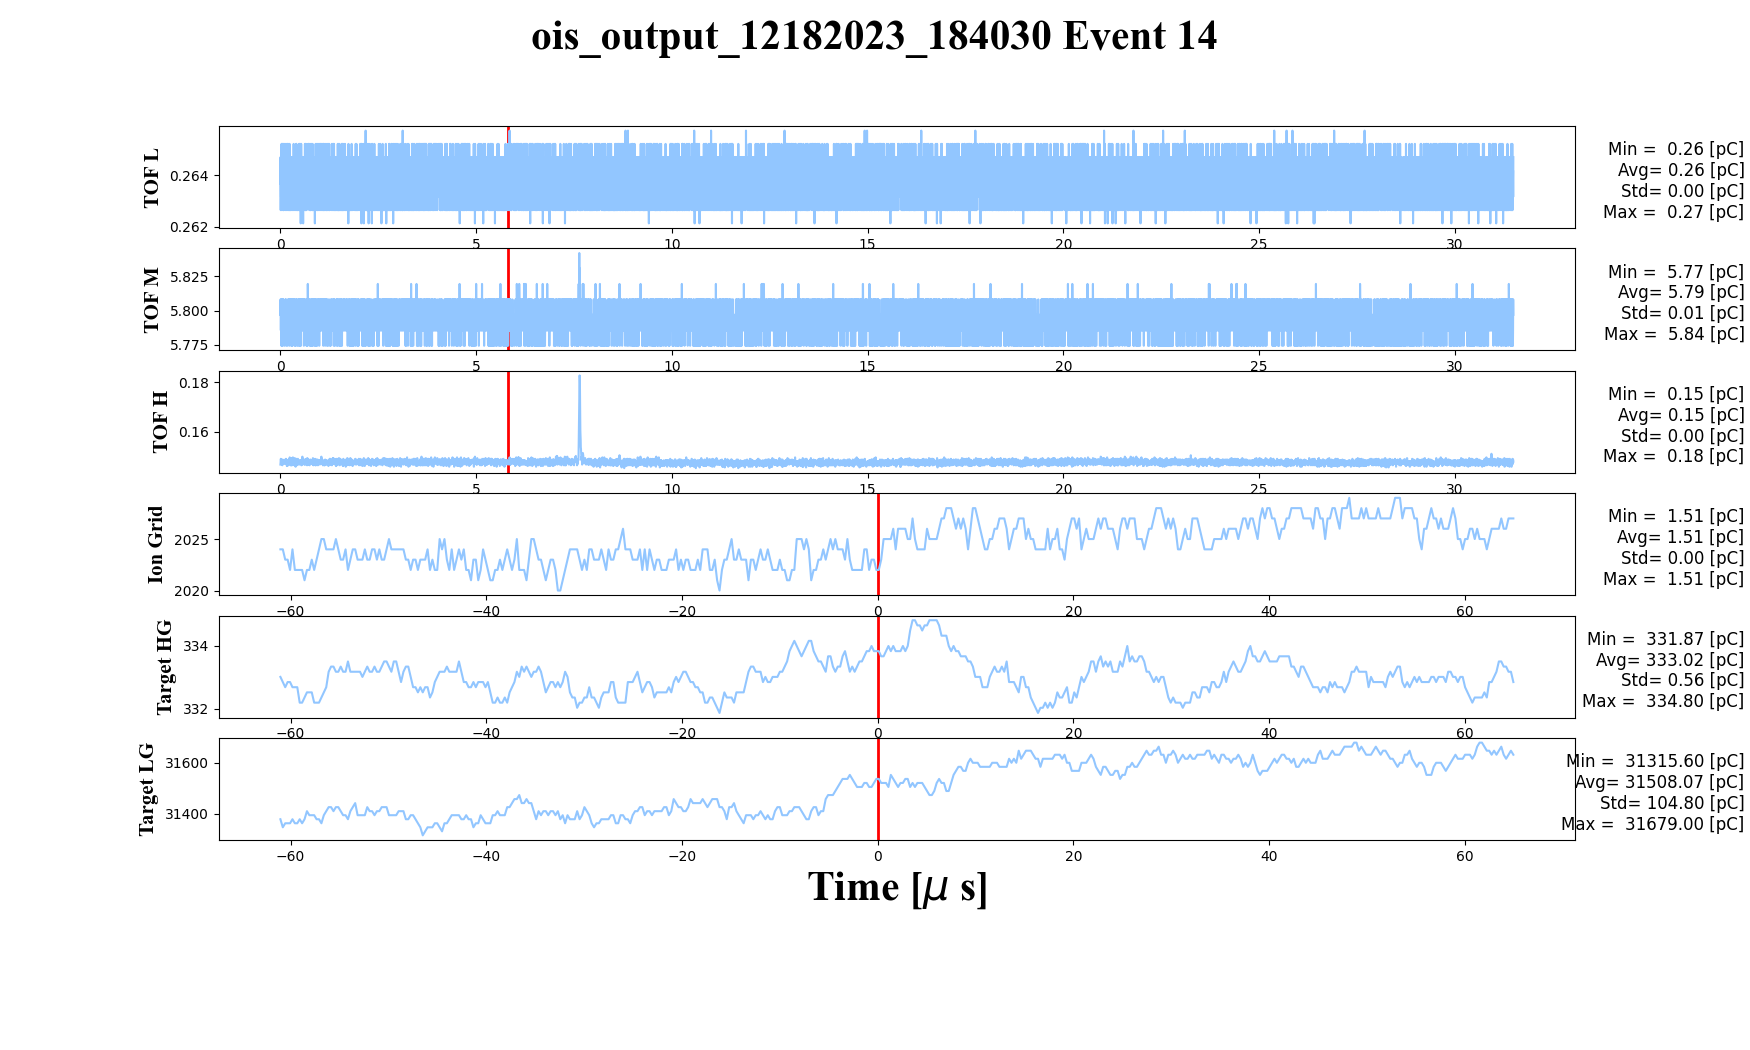 ois_output_12182023_184030 Event 14
TOF L
0.264
0.262
0 5 10 15 20 25 30
Min = 0.26 [pC]
Avg= 0.26 [pC]
Std= 0.00 [pC]
Max = 0.27 [pC]
TOF M
5.825
5.800
5.775
0 5 10 15 20 25 30
Min = 5.77 [pC]
Avg= 5.79 [pC]
Std= 0.01 [pC]
Max = 5.84 [pC]
TOF H
0.18
0.16
0 5 10 15 20 25 30
Min = 0.15 [pC]
Avg= 0.15 [pC]
Std= 0.00 [pC]
Max = 0.18 [pC]
Ion Grid
2025
2020
−60 −40 −20 0 20 40 60
Min = 1.51 [pC]
Avg= 1.51 [pC]
Std= 0.00 [pC]
Max = 1.51 [pC]
Target HG
334
332
−60 −40 −20 0 20 40 60
Min = 331.87 [pC]
Avg= 333.02 [pC]
Std= 0.56 [pC]
Max = 334.80 [pC]
Target LG
31600
31400
−60 −40 −20 0 20 40 60
Min = 31315.60 [pC]
Avg= 31508.07 [pC]
Std= 104.80 [pC]
Max = 31679.00 [pC]
Time [μ s]